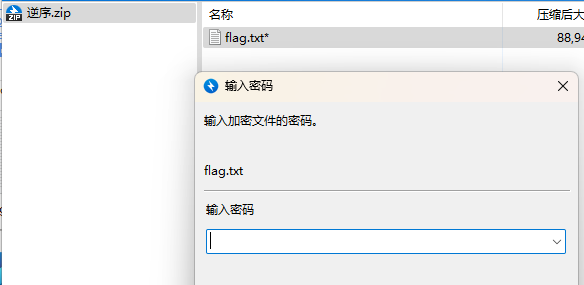 逆序.zip
名称 压缩后大
flag.txt* 88,94
输入密码
输入加密文件的密码。
flag.txt
输入密码